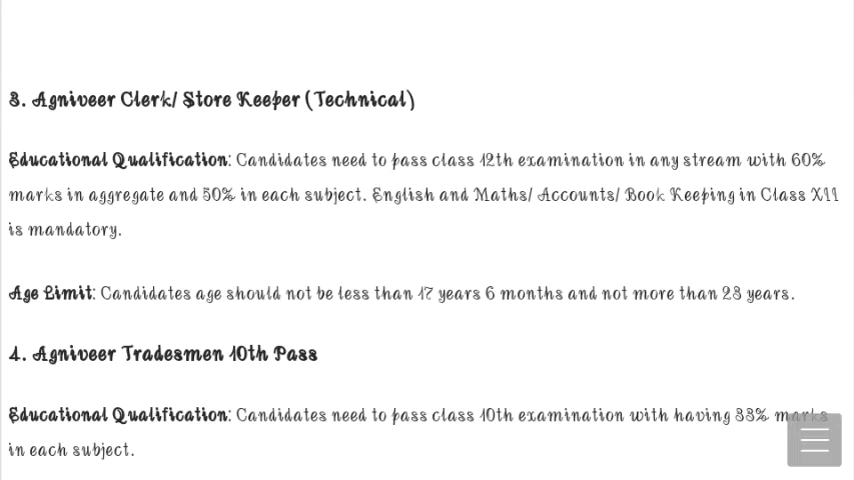 3. Agniveer Clerk/ Store Keeper (Technical)
Educational Qualification: Candidates need to pass class 12th examination in any stream with 60%
marks in aggregate and 50% in each subject. English and Maths/ Accounts/ Book Keeping in Class XII
is mandatory.
Age Limit: Candidates age should not be less than 17 years 6 months and not more than 23 years.
4. Agniveer Tradesmen 10th Pass
Educational Qualification: Candidates need to pass class 10th examination with having 33% marks
in each subject.